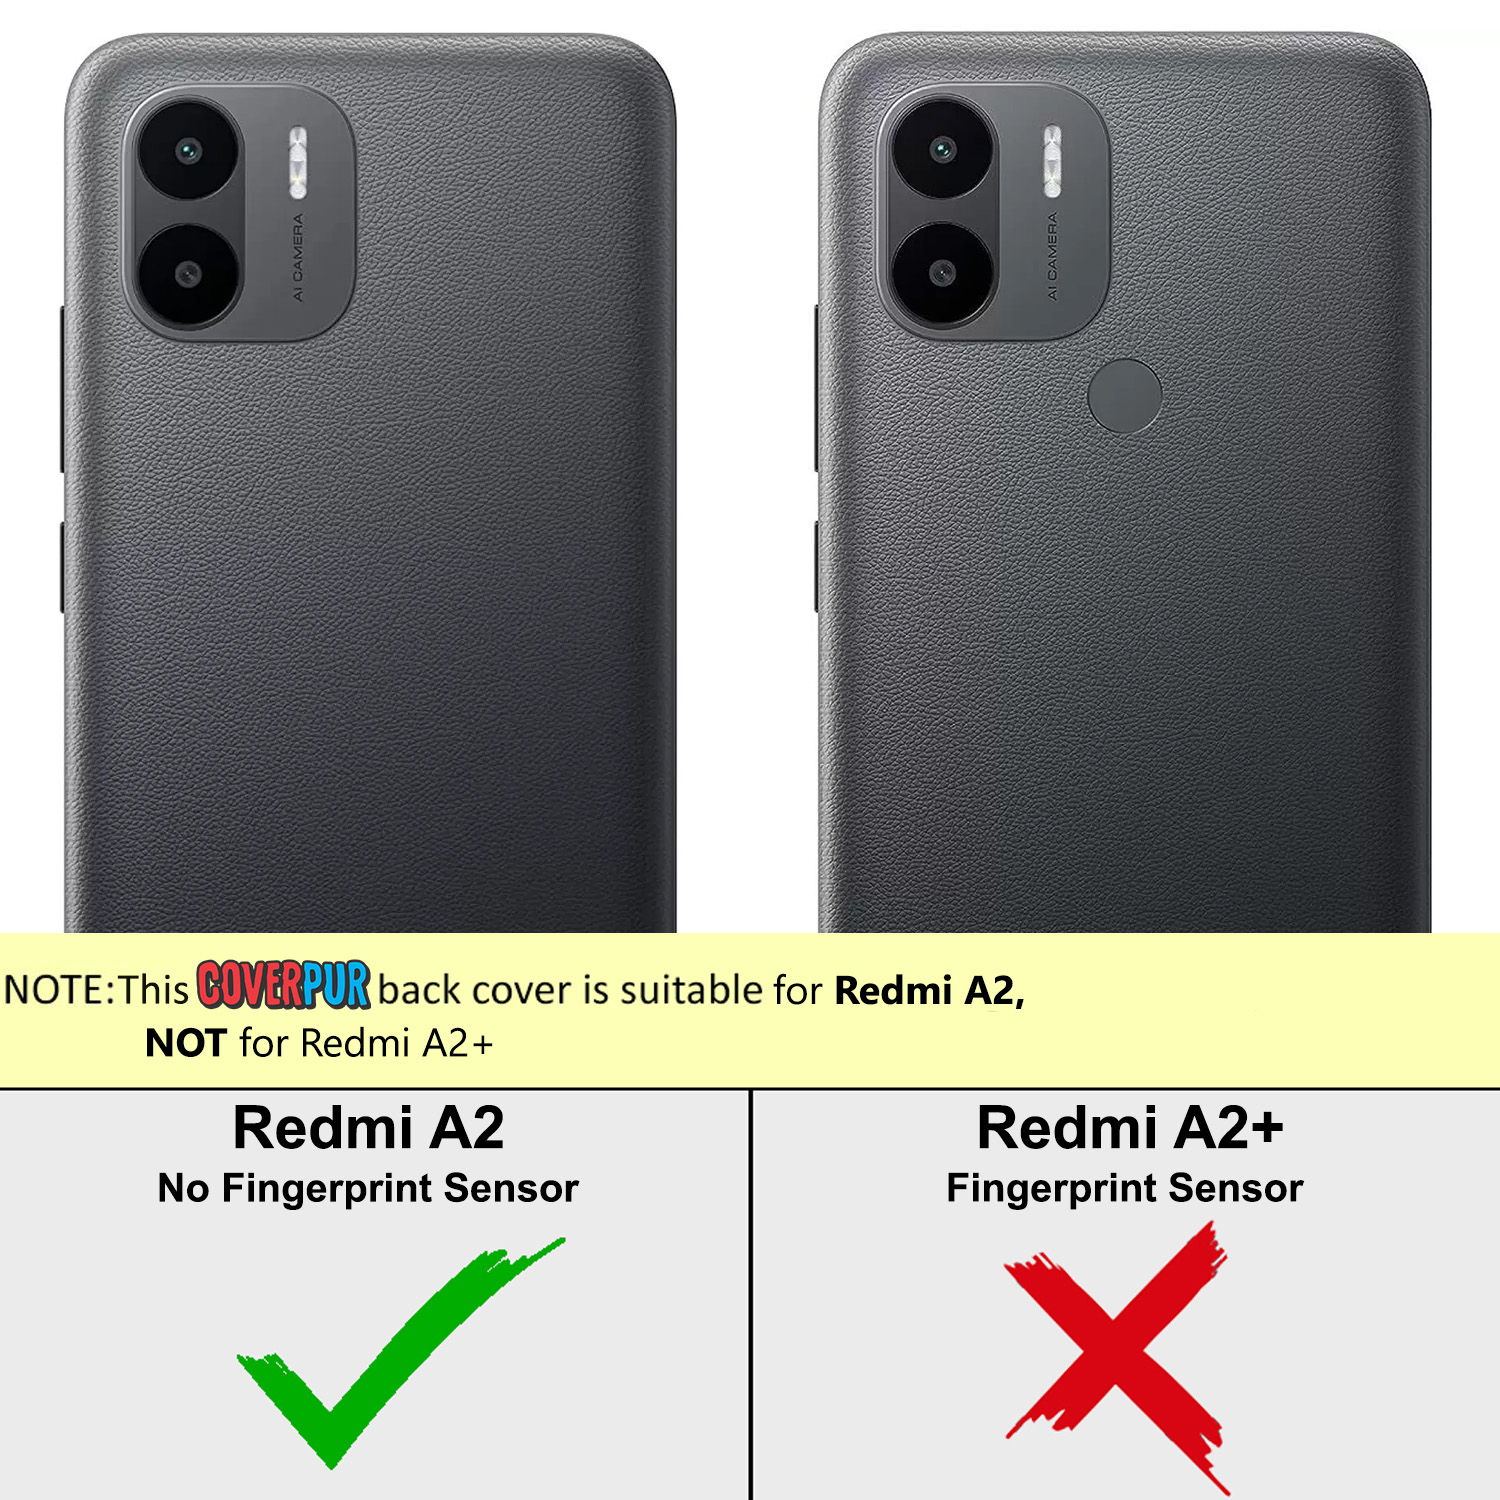 AI CAMERA
AI CAMERA
NOTE:This COVERPUR back cover is suitable for Redmi A2,
NOT for Redmi A2+
Redmi A2
No Fingerprint Sensor
Redmi A2+
Fingerprint Sensor